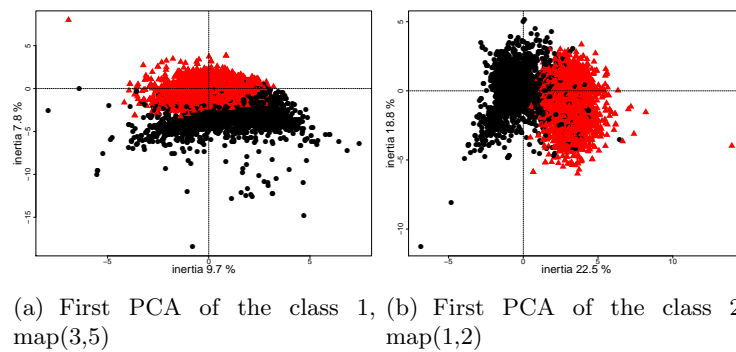 5
0
−5
−10
−15
inertia 7.8 %
−5
0
5
inertia 9.7 %
5
0
−5
−10
inertia 18.8 %
−5
0
5
10
inertia 22.5 %
(a) First PCA of the class 1,
map(3,5)
(b) First PCA of the class 2
map(1,2)